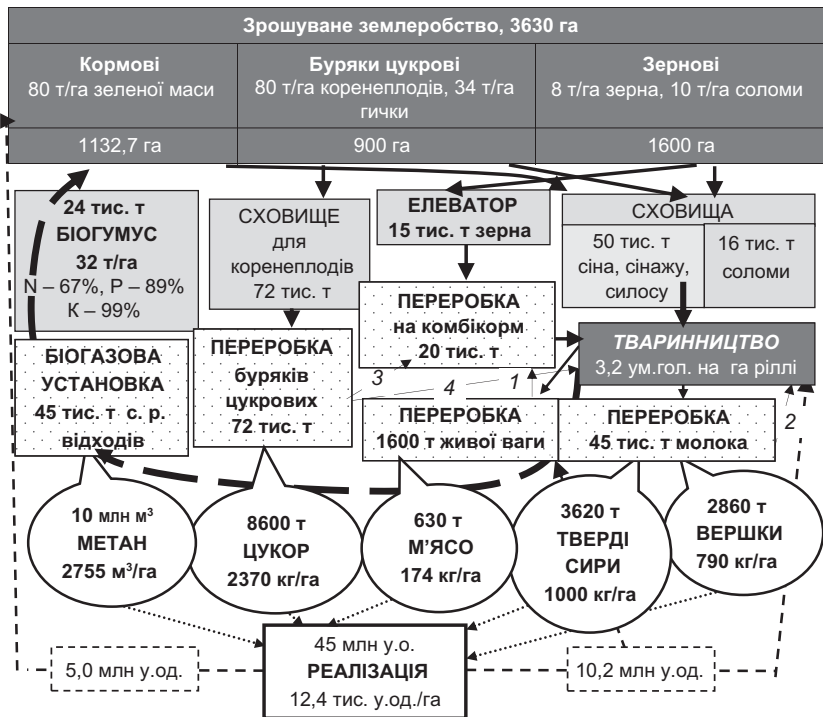 Зрошуване землеробство, 3630 га
Кормові
80 т/га зеленої маси
Буряки цукрові
80 т/га коренеплодів, 34 т/га
гички
Зернові
8 т/га зерна, 10 т/га соломи
1132,7 га
900 га
1600 га
24 тис. т
БІОГУМУС
32 т/га
N – 67%, P – 89%
К – 99%
СХОВИЩЕ
для
коренеплодів
72 тис. т
ЕЛЕВАТОР
15 тис. т зерна
СХОВИЩА
50 тис. т
сіна, сінажу,
силосу
16 тис. т
соломи
ПЕРЕРОБКА
на комбікорм
20 тис. т
БІОГАЗОВА
УСТАНОВКА
45 тис. т с. р.
відходів
ПЕРЕРОБКА
буряків
цукрових
72 тис. т
ТВАРИННИЦТВО
3,2 ум.гол. на га ріллі
3
4
1
2
ПЕРЕРОБКА
1600 т живої ваги
ПЕРЕРОБКА
45 тис. т молока
10 млн м³
МЕТАН
2755 м³/га
8600 т
ЦУКОР
2370 кг/га
630 т
М'ЯСО
174 кг/га
3620 т
ТВЕРДІ
СИРИ
1000 кг/га
2860 т
ВЕРШКИ
790 кг/га
5,0 млн у.од.
45 млн у.о.
РЕАЛІЗАЦІЯ
12,4 тис. у.од./га
10,2 млн у.од.